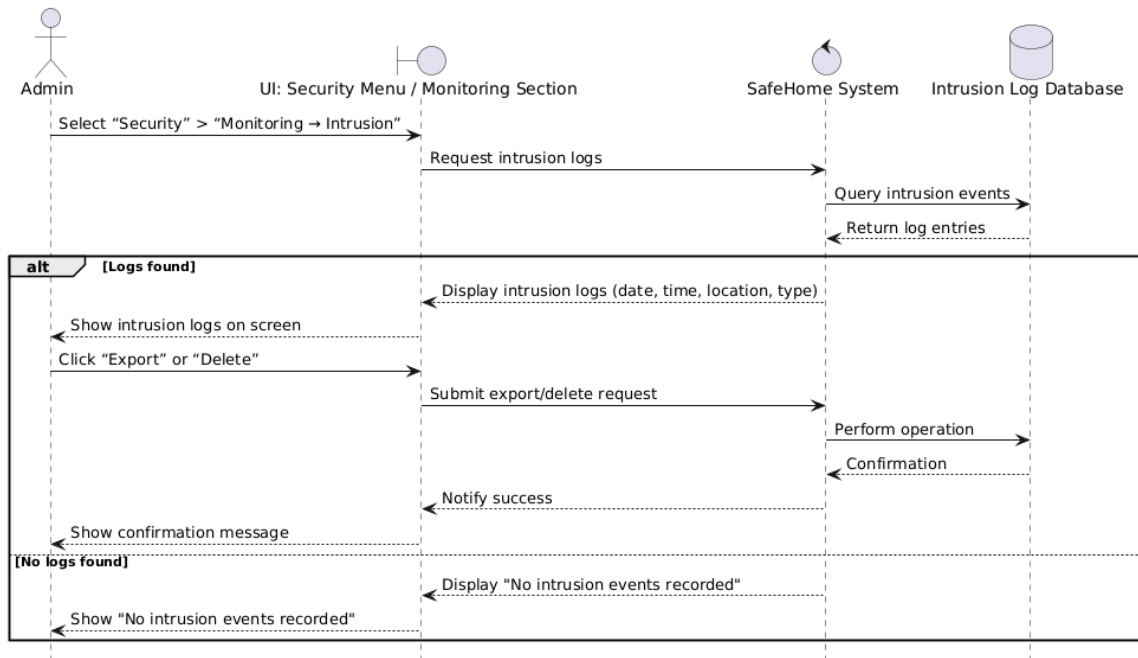 Admin
UI: Security Menu / Monitoring Section
SafeHome System
Intrusion Log Database
Select “Security” > “Monitoring → Intrusion”
Request intrusion logs
Query intrusion events
Return log entries
alt
[Logs found]
Display intrusion logs (date, time, location, type)
Show intrusion logs on screen
Click “Export” or “Delete”
Submit export/delete request
Perform operation
Confirmation
Notify success
Show confirmation message
[No logs found]
Display "No intrusion events recorded"
Show "No intrusion events recorded"